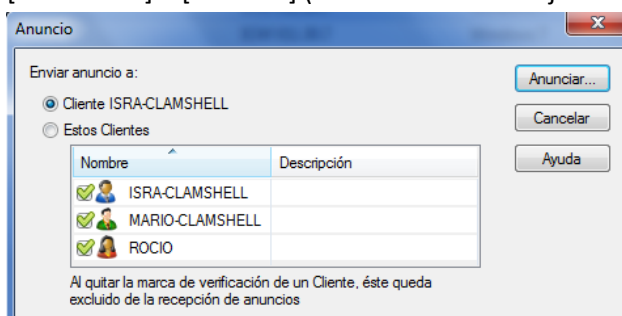 Anuncio
Enviar anuncio a:
Anunciar...
Cliente ISRA-CLAMSHELL
Estos Clientes
Cancelar
Nombre Descripción
Ayuda
ISRA-CLAMSHELL
MARIO-CLAMSHELL
ROCIO
Al quitar la marca de verificación de un Cliente, éste queda
excluido de la recepción de anuncios